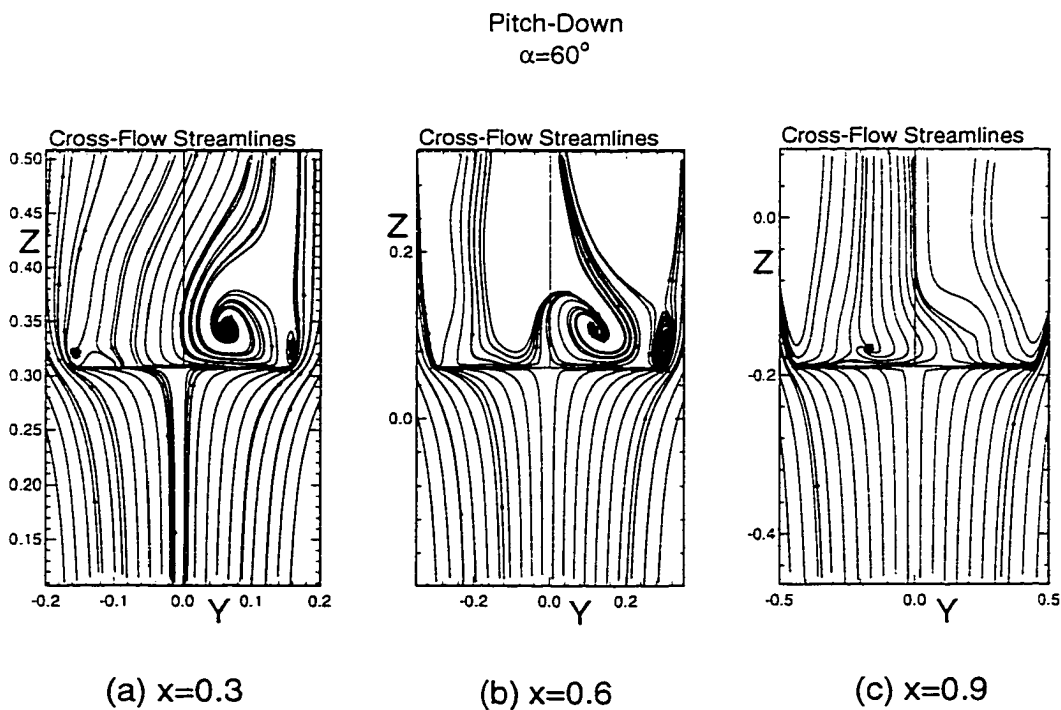 Pitch-Down
α=60°
Cross-Flow Streamlines
Cross-Flow Streamlines
Cross-Flow Streamlines
0.50
0.45
Z
0.40
0.35
0.30
0.25
0.20
0.15
-0.2
-0.1
0.0
0.1
0.2
Y
Z
0.2
0.0
0.0
0.2
Y
0.0
Z
-0.2
-0.4
-0.5
0.0
0.5
Y
(a) x=0.3
(b) x=0.6
(c) x=0.9